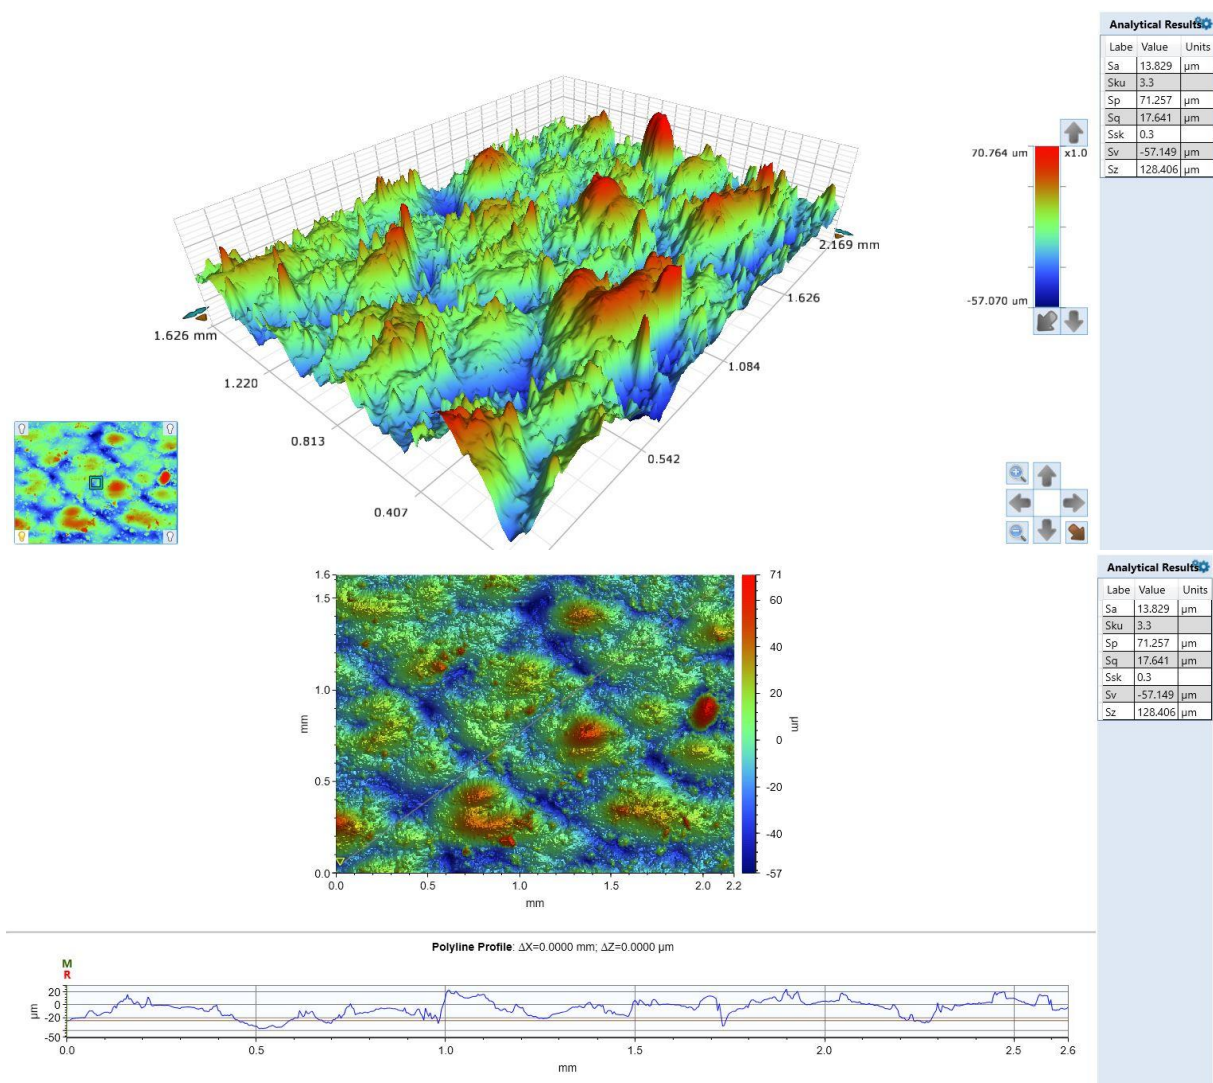 Analytical Results
Labe Value Units
Sa 13.829 µm
Sku 3.3
Sp 71.257 µm
Sq 17.641 µm
Ssk 0.3
Sv -57.149 µm
Sz 128.406 µm
70.764 um x1.0
-57.070 um
2.169 mm
1.626
1.084
0.542
1.626 mm
1.220
0.813
0.407
Analytical Results
Labe Value Units
Sa 13.829 µm
Sku 3.3
Sp 71.257 µm
Sq 17.641 µm
Ssk 0.3
Sv -57.149 µm
Sz 128.406 µm
1.6
1.5
1.0
0.5
0.0
mm
0.0 0.5 1.0 1.5 2.0 2.2
mm
71
60
40
20
0
-20
-40
-57
µm
Polyline Profile: ΔX=0.0000 mm; ΔZ=0.0000 µm
M
R
20
0
-20
-50
µm
0.0 0.5 1.0 1.5 2.0 2.5 2.6
mm